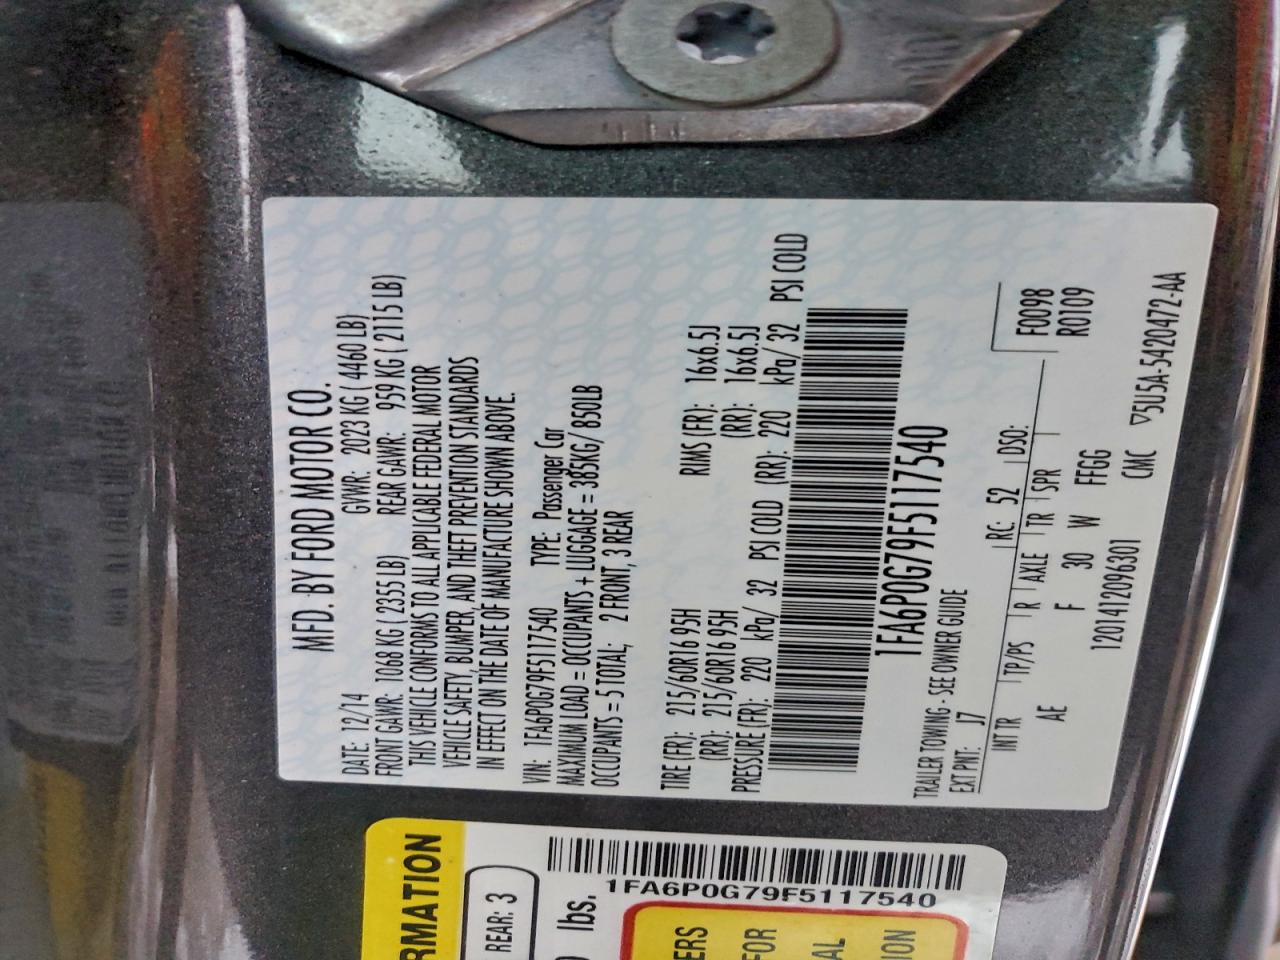 MFD. BY FORD MOTOR CO.
DATE: 12/14 GVWR: 2023 KG ( 4460 LB)
FRONT GAWR: 1068 KG ( 2355 LB) REAR GAWR: 959 KG ( 2115 LB)
THIS VEHICLE CONFORMS TO ALL APPLICABLE FEDERAL MOTOR
VEHICLE SAFETY, BUMPER, AND THEFT PREVENTION STANDARDS
IN EFFECT ON THE DATE OF MANUFACTURE SHOWN ABOVE.
VIN: 1FA6P0G79F5117540 TYPE: Passenger Car
MAXIMUM LOAD = OCCUPANTS + LUGGAGE = 385KG/ 850LB
OCCUPANTS = 5 TOTAL; 2 FRONT, 3 REAR
TIRE (FR): 215/60R16 95H RIMS (FR): 16x6.5J
(RR): 215/60R16 95H (RR): 16x6.5J
PRESSURE (FR): 220 kPa/ 32 PSI COLD (RR): 220 kPa/ 32 PSI COLD
1FA6P0G79F5117540
TRAILER TOWING - SEE OWNER GUIDE
EXT PNT: J7 RC: 52 DSO: F0098
INT TR TP/PS R AXLE TR SPR R0109
AE F 30 W FFGG
1201412096301 CMC ▽5U5A-5420472-AA
RMATION
REAR: 3
lbs.
1FA6P0G79F5117540
ERS
FOR
AL
ION